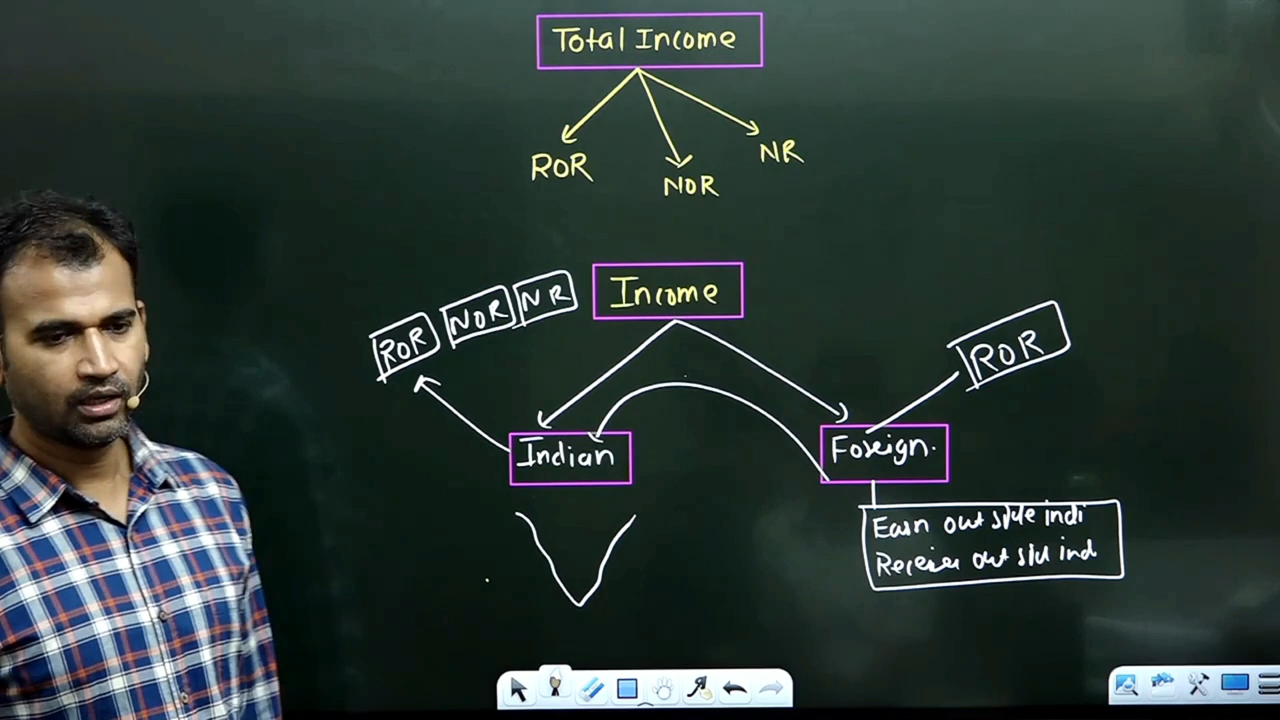 Total Income
ROR
NOR
NR
Income
ROR NOR NR
ROR
Indian
Foreign.
Earn out side indi
Receive out sid ind